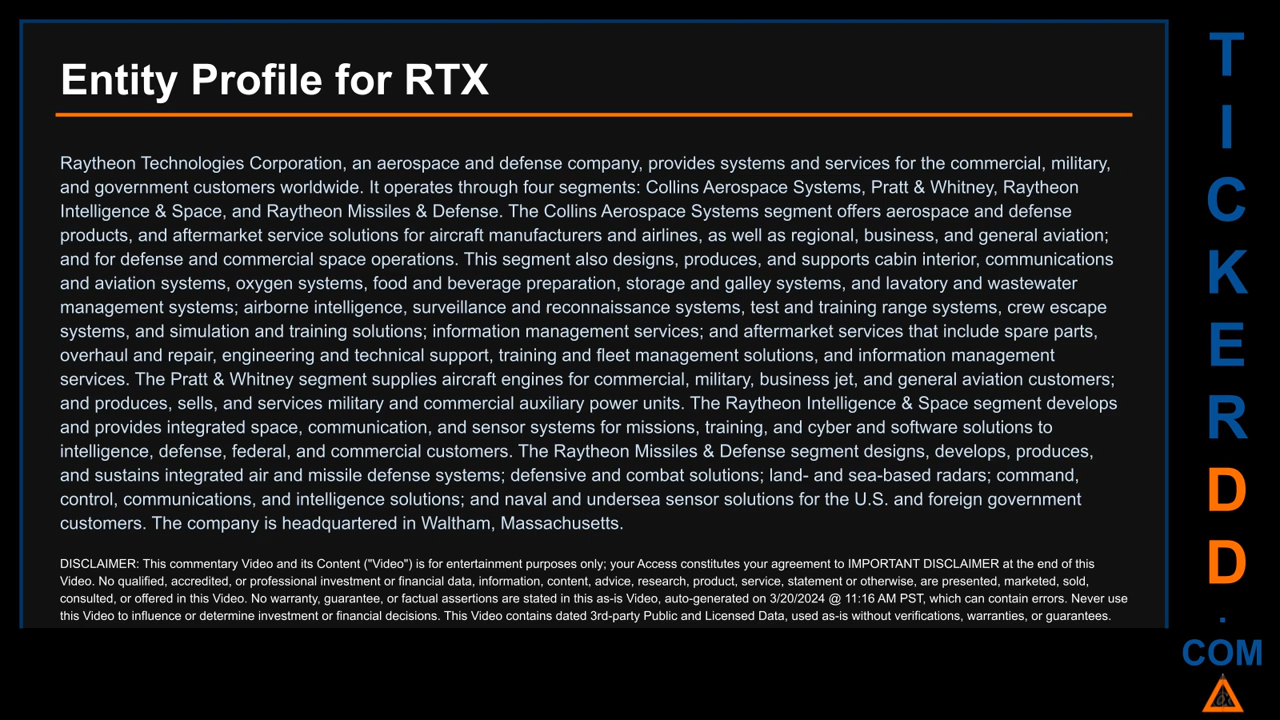 Entity Profile for RTX
Raytheon Technologies Corporation, an aerospace and defense company, provides systems and services for the commercial, military,
and government customers worldwide. It operates through four segments: Collins Aerospace Systems, Pratt & Whitney, Raytheon
Intelligence & Space, and Raytheon Missiles & Defense. The Collins Aerospace Systems segment offers aerospace and defense
products, and aftermarket service solutions for aircraft manufacturers and airlines, as well as regional, business, and general aviation;
and for defense and commercial space operations. This segment also designs, produces, and supports cabin interior, communications
and aviation systems, oxygen systems, food and beverage preparation, storage and galley systems, and lavatory and wastewater
management systems; airborne intelligence, surveillance and reconnaissance systems, test and training range systems, crew escape
systems, and simulation and training solutions; information management services; and aftermarket services that include spare parts,
overhaul and repair, engineering and technical support, training and fleet management solutions, and information management
services. The Pratt & Whitney segment supplies aircraft engines for commercial, military, business jet, and general aviation customers;
and produces, sells, and services military and commercial auxiliary power units. The Raytheon Intelligence & Space segment develops
and provides integrated space, communication, and sensor systems for missions, training, and cyber and software solutions to
intelligence, defense, federal, and commercial customers. The Raytheon Missiles & Defense segment designs, develops, produces,
and sustains integrated air and missile defense systems; defensive and combat solutions; land- and sea-based radars; command,
control, communications, and intelligence solutions; and naval and undersea sensor solutions for the U.S. and foreign government
customers. The company is headquartered in Waltham, Massachusetts.
DISCLAIMER: This commentary Video and its Content ("Video") is for entertainment purposes only; your Access constitutes your agreement to IMPORTANT DISCLAIMER at the end of this
Video. No qualified, accredited, or professional investment or financial data, information, content, advice, research, product, service, statement or otherwise, are presented, marketed, sold,
consulted, or offered in this Video. No warranty, guarantee, or factual assertions are stated in this as-is Video, auto-generated on 3/20/2024 @ 11:16 AM PST, which can contain errors. Never use
this Video to influence or determine investment or financial decisions. This Video contains dated 3rd-party Public and Licensed Data, used as-is without verifications, warranties, or guarantees.
T
I
C
K
E
R
D
D
.
COM